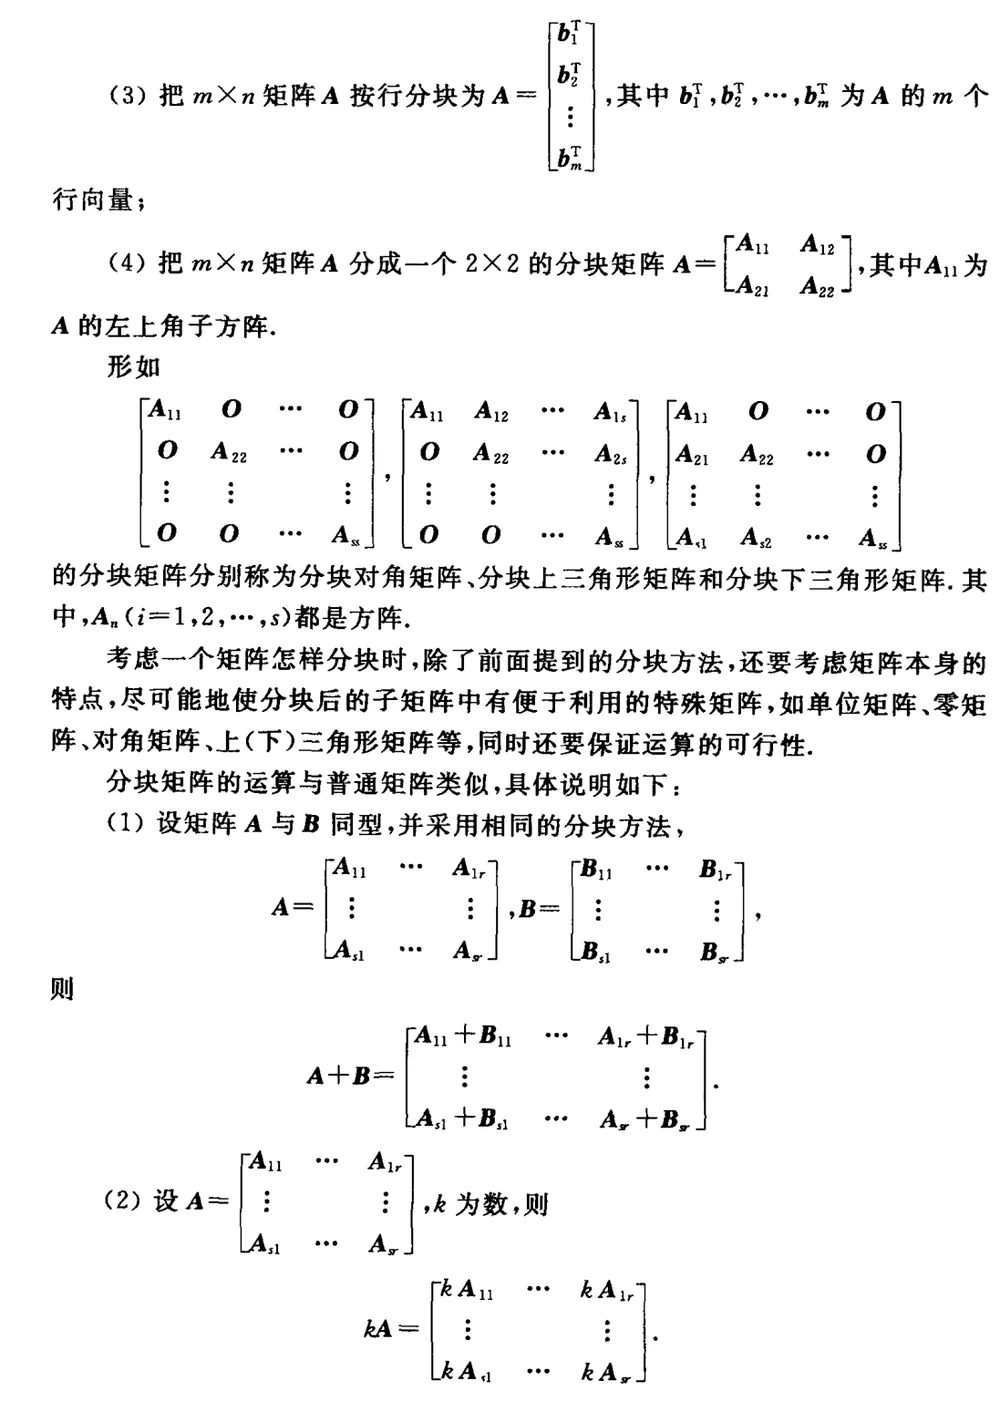 (3) 把 m×n 矩阵 A 按行分块为 A=[b₁ᵀ; b₂ᵀ; ⋮; bₘᵀ],其中 b₁ᵀ,b₂ᵀ,⋯,bₘᵀ 为 A 的 m 个
行向量;
(4) 把 m×n 矩阵 A 分成一个 2×2 的分块矩阵 A=[A₁₁ A₁₂; A₂₁ A₂₂],其中A₁₁为
A 的左上角子方阵.
形如
[A₁₁ O ⋯ O; O A₂₂ ⋯ O; ⋮ ⋮ ⋮; O O ⋯ Aₛₛ], [A₁₁ A₁₂ ⋯ A₁ₛ; O A₂₂ ⋯ A₂ₛ; ⋮ ⋮ ⋮; O O ⋯ Aₛₛ], [A₁₁ O ⋯ O; A₂₁ A₂₂ ⋯ O; ⋮ ⋮ ⋮; Aₛ₁ Aₛ₂ ⋯ Aₛₛ]
的分块矩阵分别称为分块对角矩阵、分块上三角形矩阵和分块下三角形矩阵. 其
中,Aᵢᵢ(i=1,2,⋯,s)都是方阵.
考虑一个矩阵怎样分块时,除了前面提到的分块方法,还要考虑矩阵本身的
特点,尽可能地使分块后的子矩阵中有便于利用的特殊矩阵,如单位矩阵、零矩
阵、对角矩阵、上(下)三角形矩阵等,同时还要保证运算的可行性.
分块矩阵的运算与普通矩阵类似,具体说明如下:
(1) 设矩阵 A 与 B 同型,并采用相同的分块方法,
A=[A₁₁ ⋯ A₁ᵣ; ⋮ ⋮; Aₛ₁ ⋯ Aₛᵣ],B=[B₁₁ ⋯ B₁ᵣ; ⋮ ⋮; Bₛ₁ ⋯ Bₛᵣ],
则
A+B=[A₁₁+B₁₁ ⋯ A₁ᵣ+B₁ᵣ; ⋮ ⋮; Aₛ₁+Bₛ₁ ⋯ Aₛᵣ+Bₛᵣ].
(2) 设 A=[A₁₁ ⋯ A₁ᵣ; ⋮ ⋮; Aₛ₁ ⋯ Aₛᵣ],k 为数,则
kA=[kA₁₁ ⋯ kA₁ᵣ; ⋮ ⋮; kAₛ₁ ⋯ kAₛᵣ].